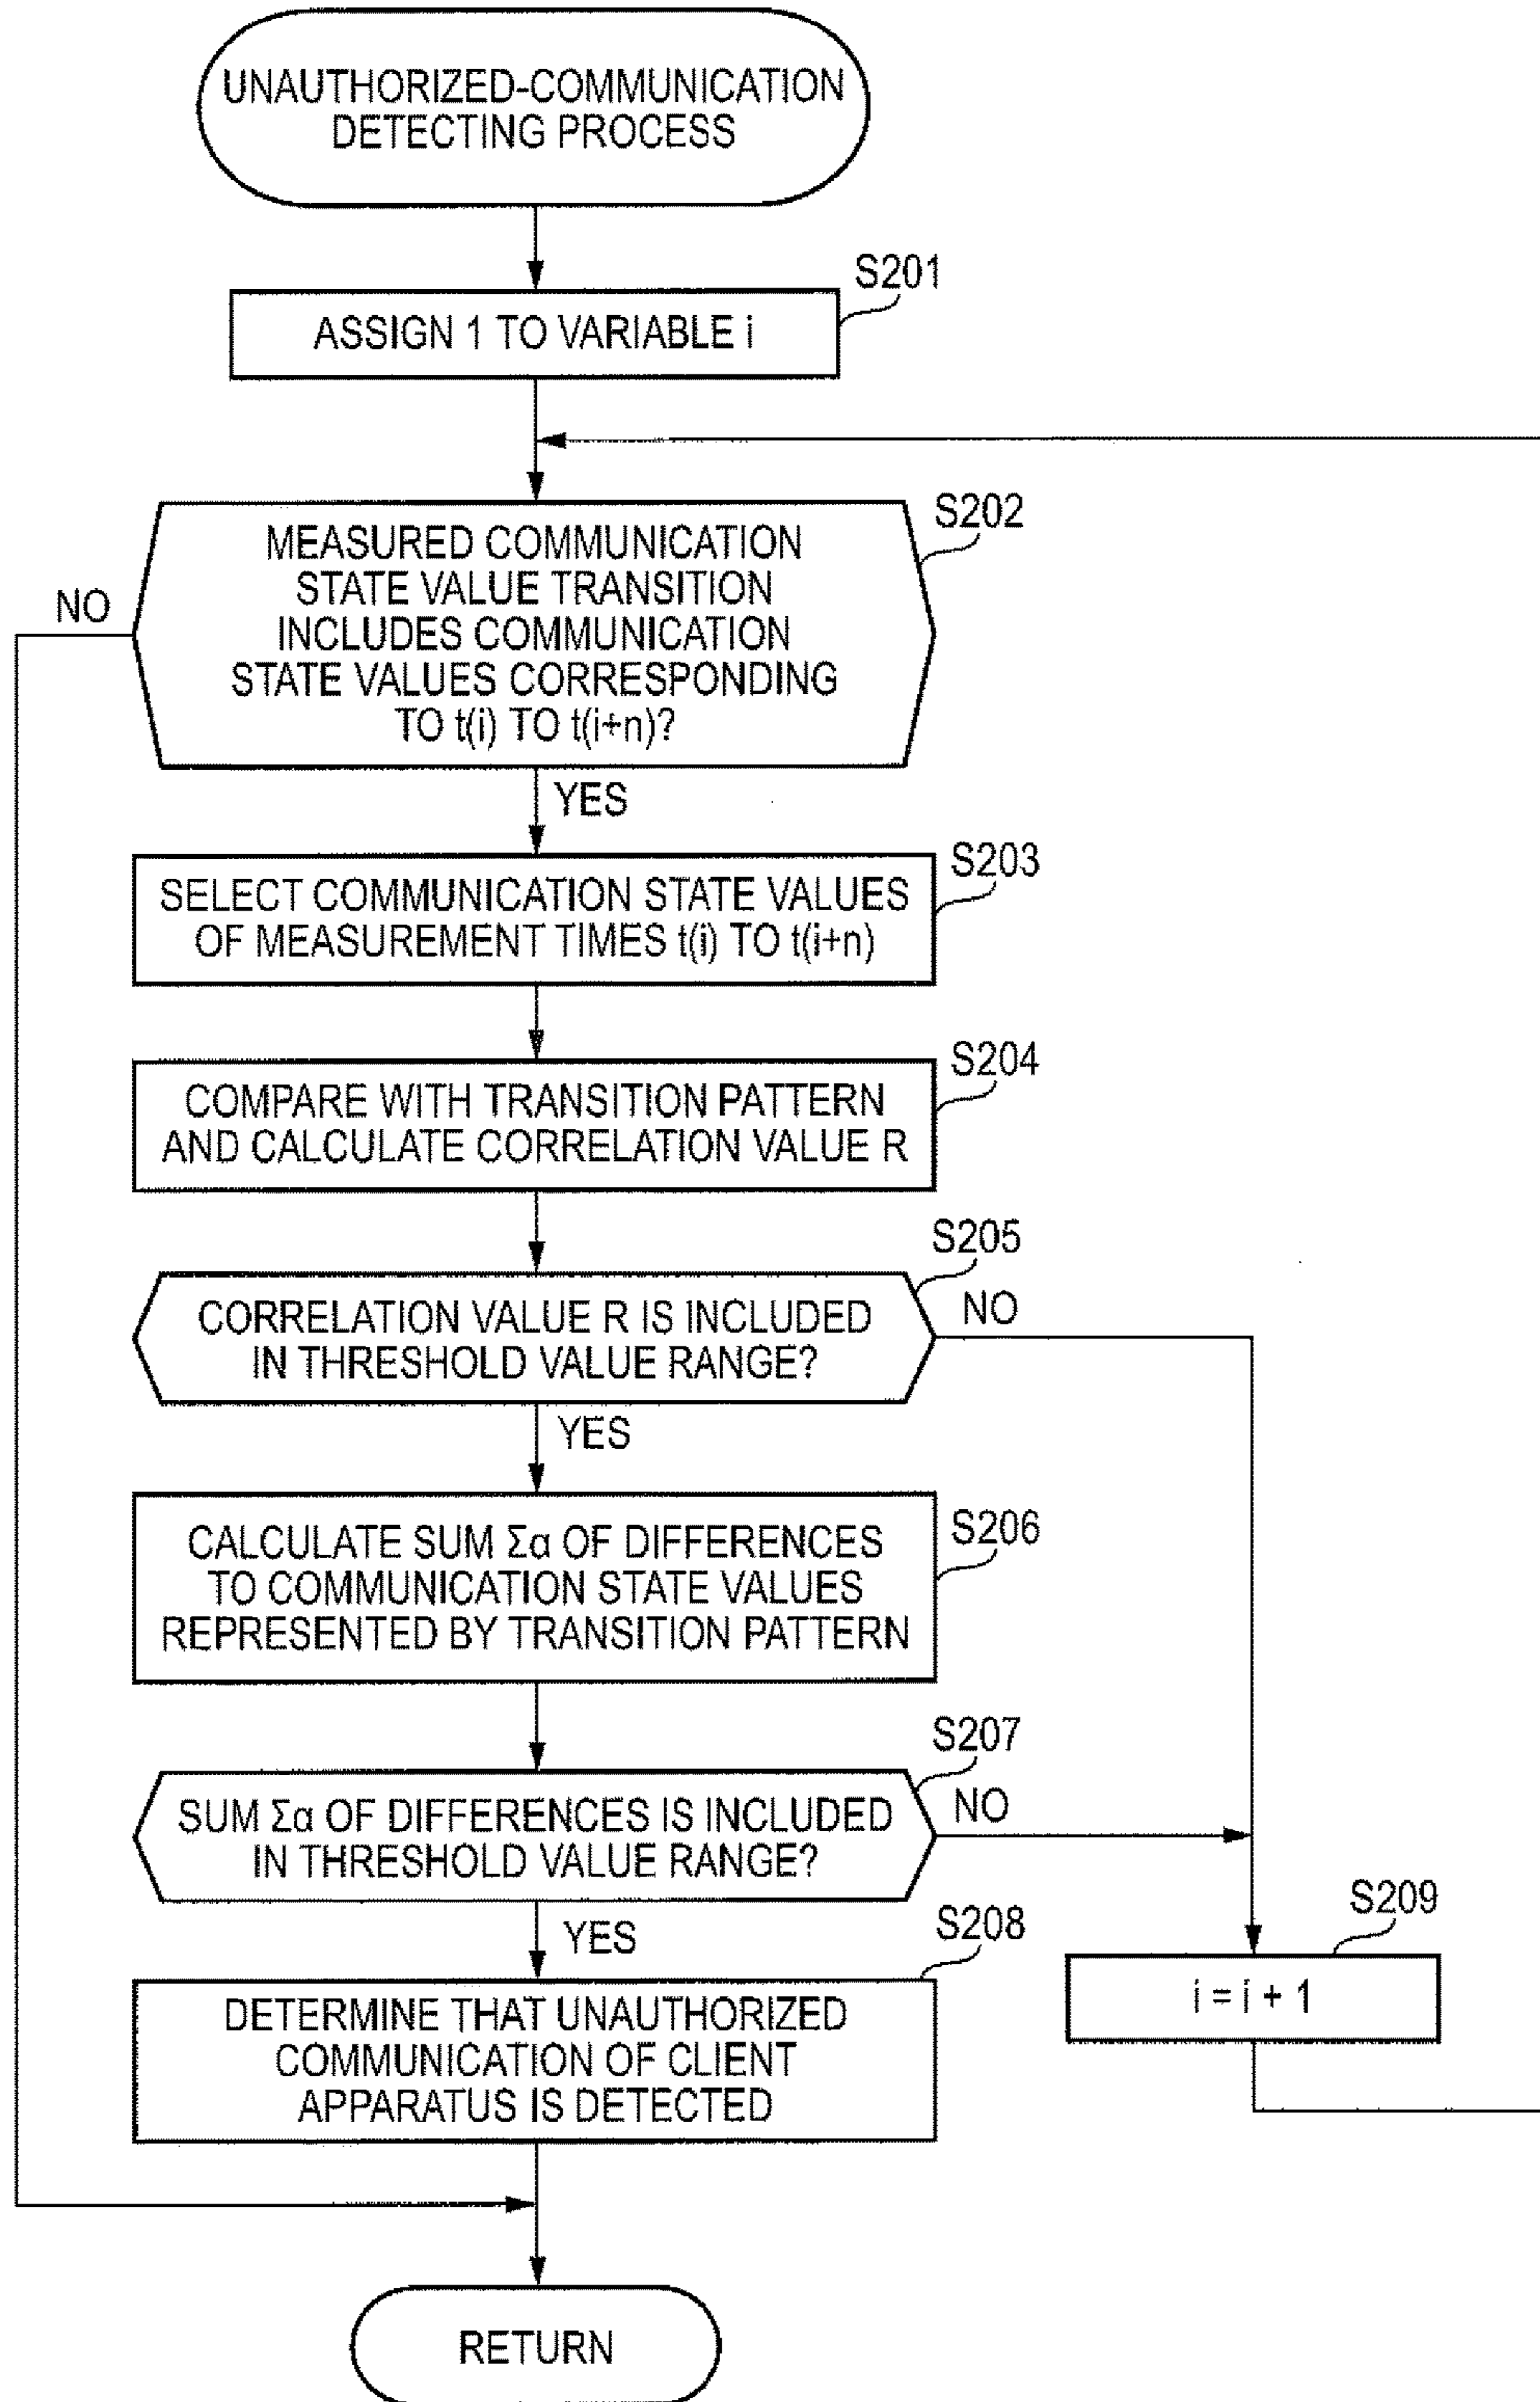 UNAUTHORIZED-COMMUNICATION
DETECTING PROCESS
S201
ASSIGN 1 TO VARIABLE i
S202
MEASURED COMMUNICATION
STATE VALUE TRANSITION
INCLUDES COMMUNICATION
STATE VALUES CORRESPONDING
TO t(i) TO t(i+n)?
NO
YES
S203
SELECT COMMUNICATION STATE VALUES
OF MEASUREMENT TIMES t(i) TO t(i+n)
S204
COMPARE WITH TRANSITION PATTERN
AND CALCULATE CORRELATION VALUE R
S205
CORRELATION VALUE R IS INCLUDED
IN THRESHOLD VALUE RANGE?
NO
YES
S206
CALCULATE SUM Σα OF DIFFERENCES
TO COMMUNICATION STATE VALUES
REPRESENTED BY TRANSITION PATTERN
S207
SUM Σα OF DIFFERENCES IS INCLUDED
IN THRESHOLD VALUE RANGE?
NO
YES
S208
DETERMINE THAT UNAUTHORIZED
COMMUNICATION OF CLIENT
APPARATUS IS DETECTED
S209
i = i + 1
RETURN